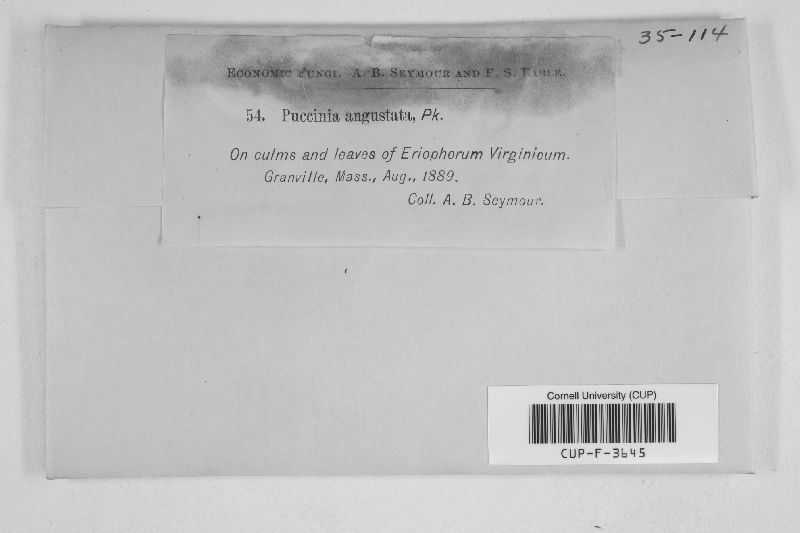 35-114
Economic Fungi. A. B. Seymour and F. S. Earle.
54. Puccinia angustata, Pk.
On culms and leaves of Eriophorum Virginicum.
Granville, Mass., Aug., 1889.
Coll. A. B. Seymour.
Cornell University (CUP)
CUP-F-3645